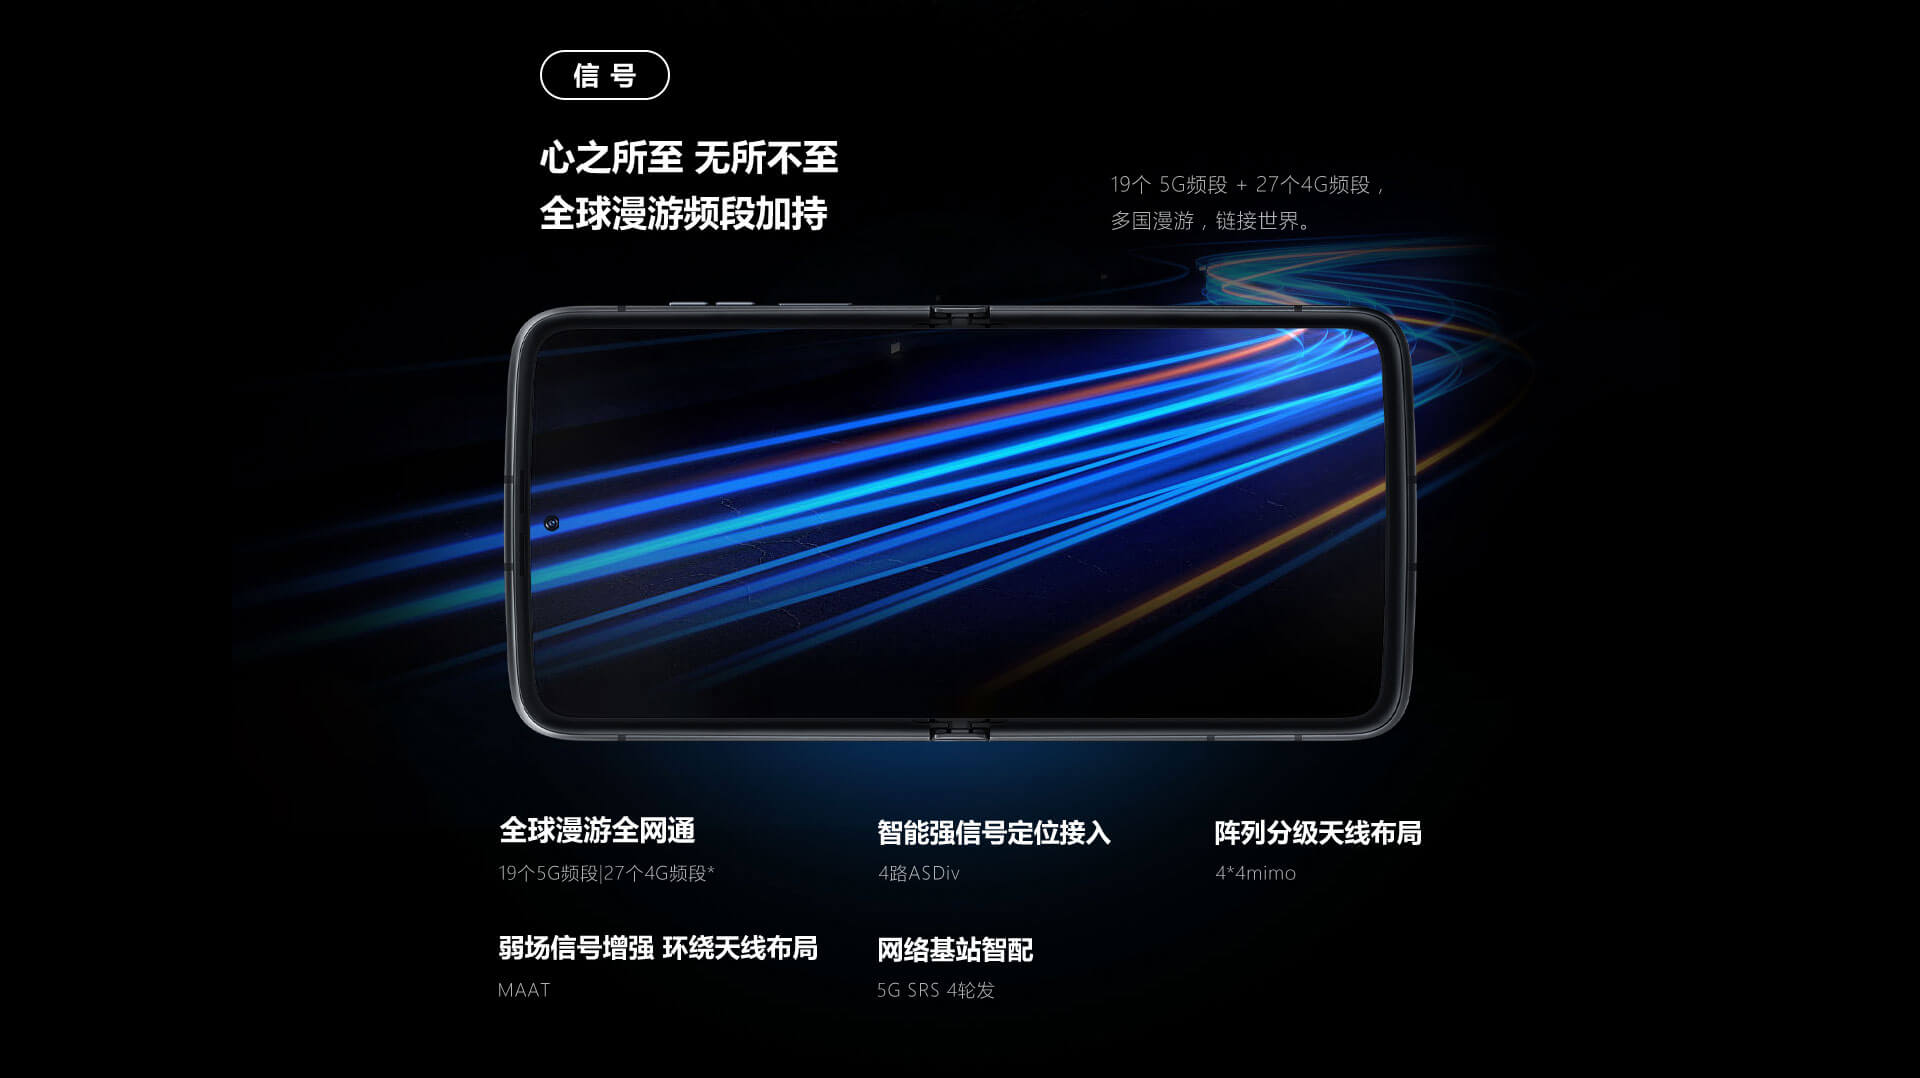 信号
心之所至 无所不至
全球漫游频段加持
19个 5G频段 + 27个4G频段，
多国漫游，链接世界。
全球漫游全网通
19个5G频段|27个4G频段*
智能强信号定位接入
4路ASDiv
阵列分级天线布局
4*4mimo
弱场信号增强 环绕天线布局
MAAT
网络基站智配
5G SRS 4轮发